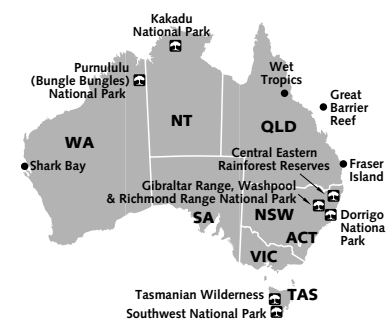 Kakadu
National Park
Purnululu
(Bungle Bungles)
National Park
Wet
Tropics
Great
Barrier
Reef
NT
QLD
WA
Central Eastern
Rainforest Reserves
Shark Bay
Fraser
Island
Gibraltar Range, Washpool
& Richmond Range National Park
SA
NSW
Dorrigo
Nationa
Park
ACT
VIC
Tasmanian Wilderness
TAS
Southwest National Park